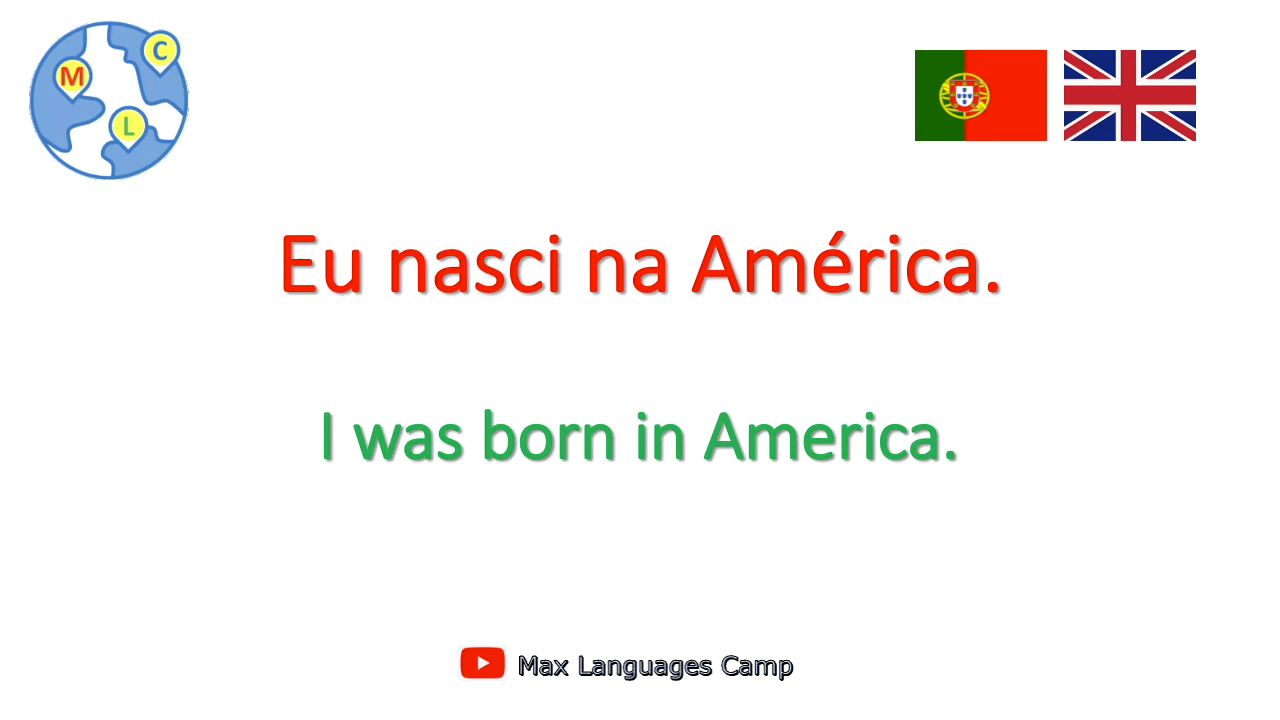 M
C
L
Eu nasci na América.
I was born in America.
Max Languages Camp